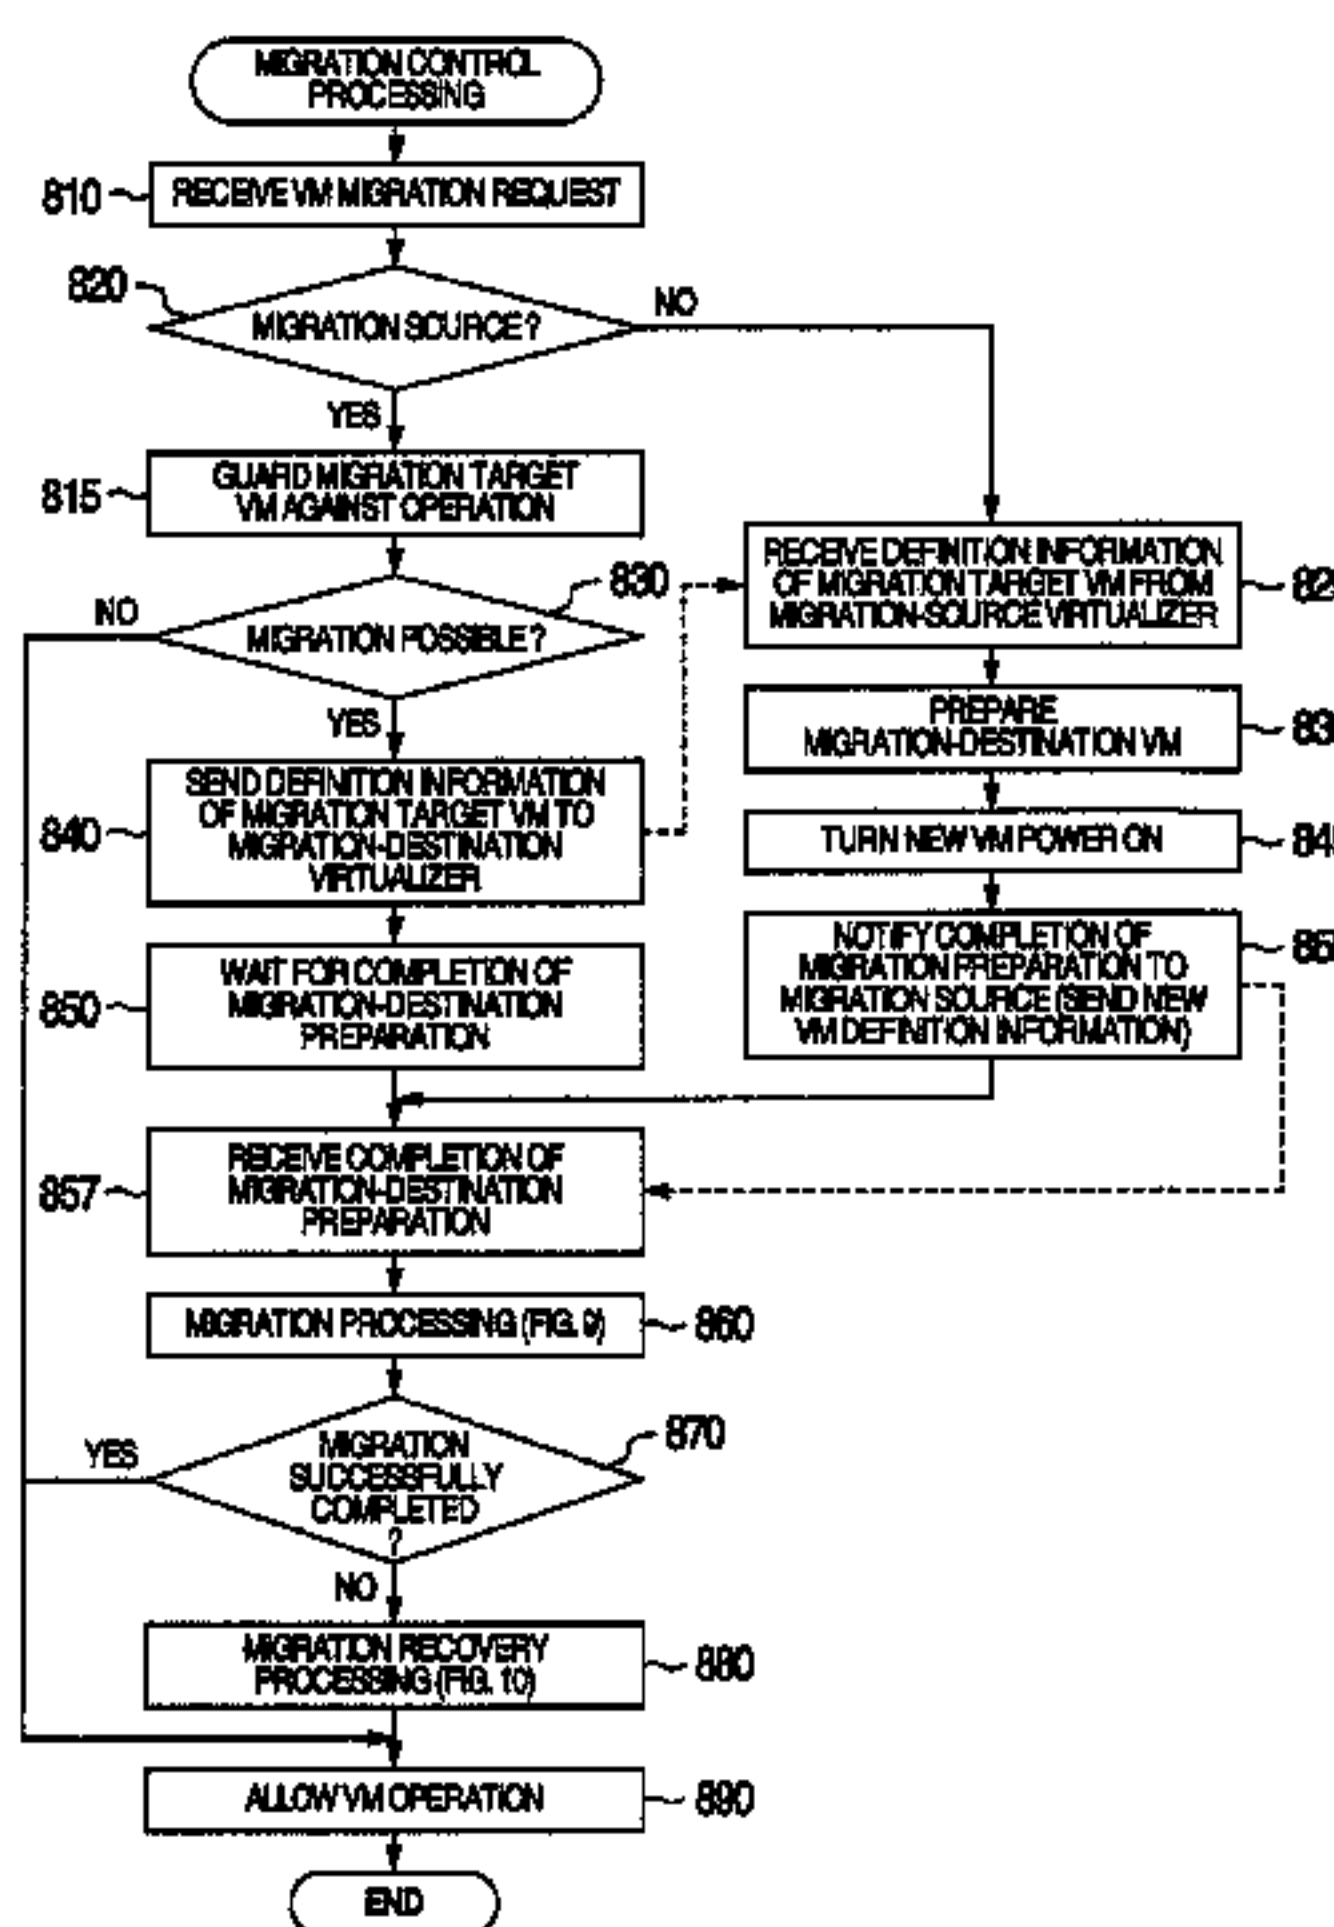 MIGRATION CONTROL
PROCESSING
810
RECEIVE VM MIGRATION REQUEST
820
MIGRATION SOURCE?
NO
YES
815
GUARD MIGRATION TARGET
VM AGAINST OPERATION
830
NO
MIGRATION POSSIBLE?
YES
RECEIVE DEFINITION INFORMATION
OF MIGRATION TARGET VM FROM
MIGRATION-SOURCE VIRTUALIZER
PREPARE
MIGRATION-DESTINATION VM
840
SEND DEFINITION INFORMATION
OF MIGRATION TARGET VM TO
MIGRATION-DESTINATION
VIRTUALIZER
TURN NEW VM POWER ON
850
WAIT FOR COMPLETION OF
MIGRATION-DESTINATION
PREPARATION
NOTIFY COMPLETION OF
MIGRATION PREPARATION TO
MIGRATION SOURCE (SEND NEW
VM DEFINITION INFORMATION)
857
RECEIVE COMPLETION OF
MIGRATION-DESTINATION
PREPARATION
MIGRATION PROCESSING (FIG. 9)
860
870
YES
MIGRATION
SUCCESSFULLY
COMPLETED
?
NO
MIGRATION RECOVERY
PROCESSING (FIG. 10)
880
ALLOW VM OPERATION
890
END